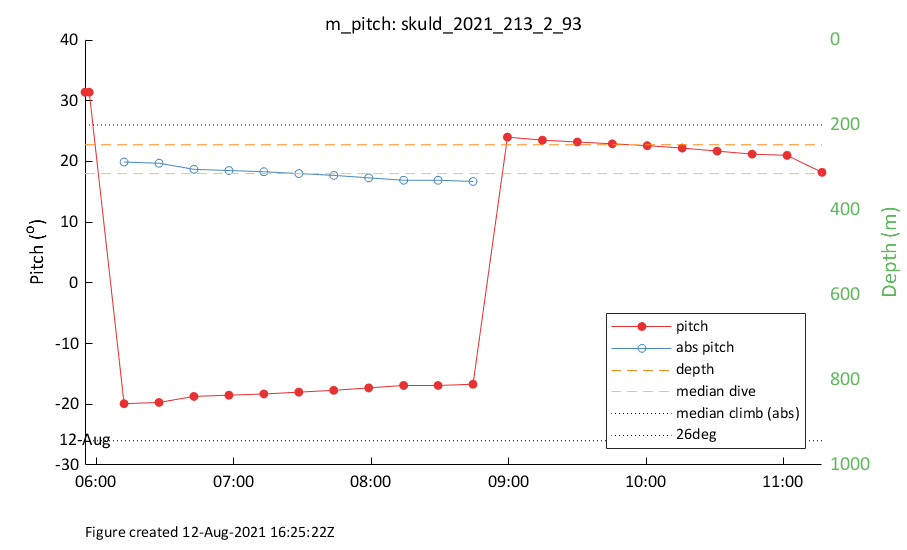 m_pitch: skuld_2021_213_2_93
40
30
20
10
0
-10
-20
-30
Pitch (º)
0
200
400
600
800
1000
Depth (m)
pitch
abs pitch
depth
median dive
median climb (abs)
26deg
12-Aug
06:00 07:00 08:00 09:00 10:00 11:00
Figure created 12-Aug-2021 16:25:22Z